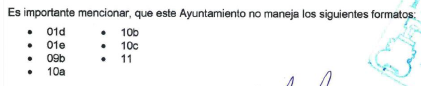 Es importante mencionar, que este Ayuntamiento no maneja los siguientes formatos:
• 01d
• 01e
• 09b
• 10a
• 10b
• 10c
• 11